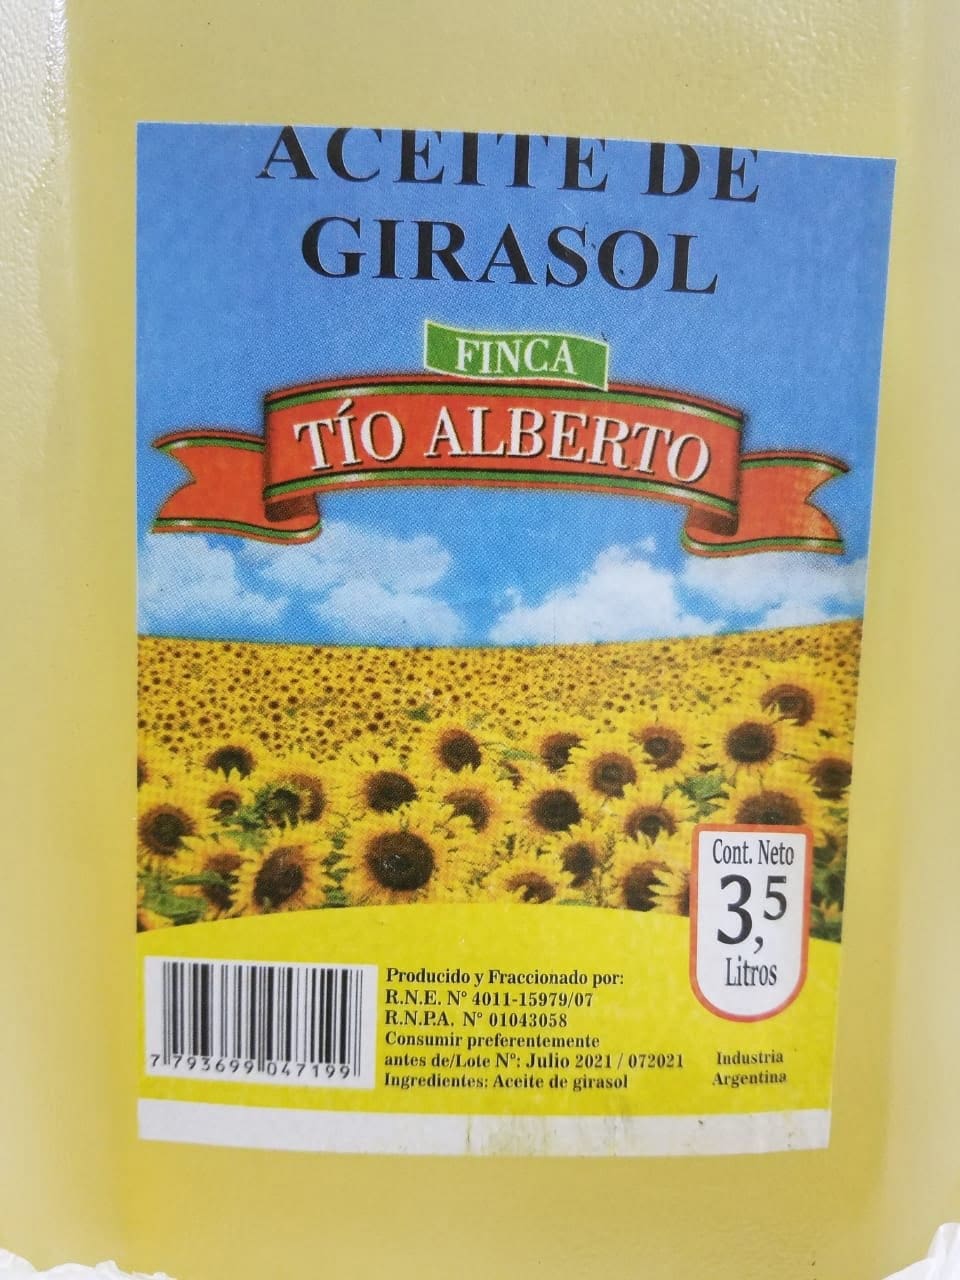 ACEITE DE
GIRASOL
FINCA
TÍO ALBERTO
Cont. Neto
3,5
Litros
Producido y Fraccionado por:
R.N.E. N° 4011-15979/07
R.N.P.A. N° 01043058
Consumir preferentemente
antes de/Lote N°: Julio 2021 / 072021
Ingredientes: Aceite de girasol
Industria
Argentina
7 793699 047199